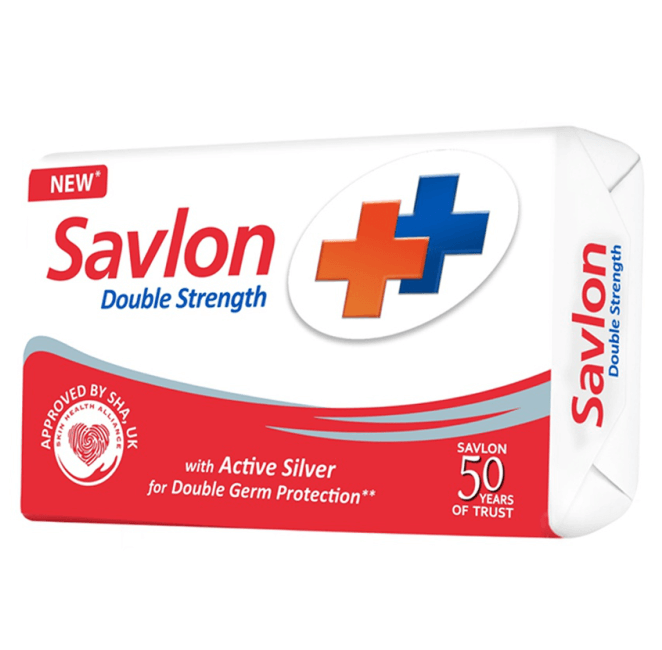 NEW*
Savlon
Double Strength
APPROVED BY SHA, UK
SKIN HEALTH ALLIANCE
with Active Silver
for Double Germ Protection**
SAVLON
50
YEARS
OF TRUST
Savlon
Double Strength